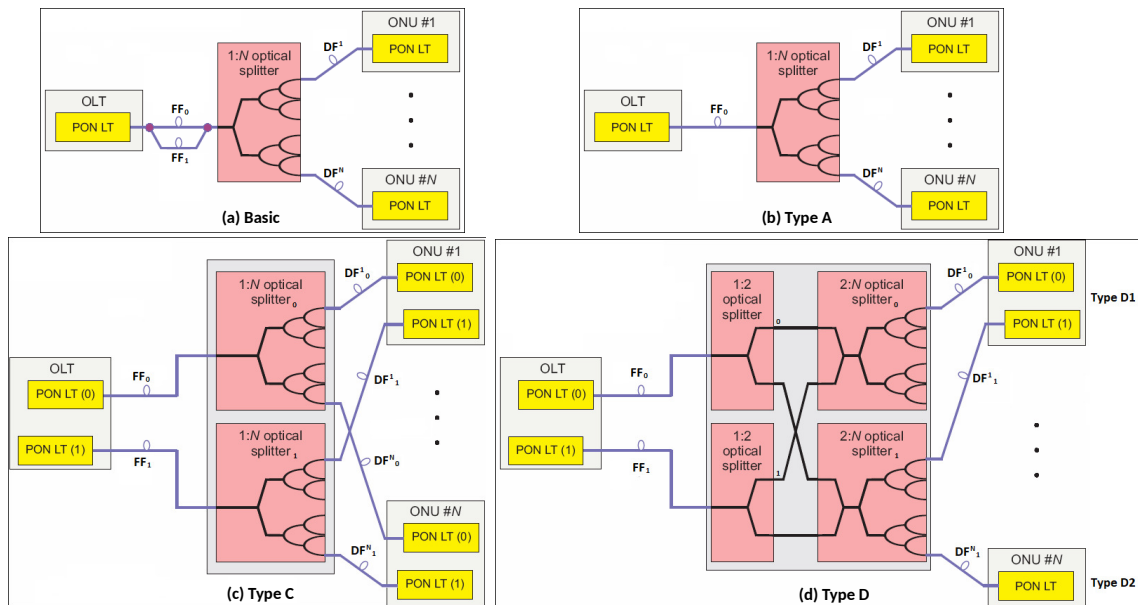 ONU #1
PON LT
DF¹
1:N optical
splitter
OLT
PON LT
FF₀
FF₁
DFᴺ
ONU #N
PON LT
(a) Basic
ONU #1
PON LT
DF¹
1:N optical
splitter
OLT
PON LT
FF₀
DFᴺ
ONU #N
PON LT
(b) Type A
ONU #1
PON LT (0)
PON LT (1)
DF¹₀
1:N optical
splitter₀
OLT
PON LT (0)
PON LT (1)
FF₀
FF₁
DF¹₁
1:N optical
splitter₁
DFᴺ₀
ONU #N
PON LT (0)
PON LT (1)
DFᴺ₁
(c) Type C
ONU #1
PON LT (0)
PON LT (1)
Type D1
DF¹₀
1:2
optical
splitter
0
2:N optical
splitter₀
OLT
PON LT (0)
PON LT (1)
FF₀
FF₁
DF¹₁
1:2
optical
splitter
1
2:N optical
splitter₁
DFᴺ₁
ONU #N
PON LT
Type D2
(d) Type D